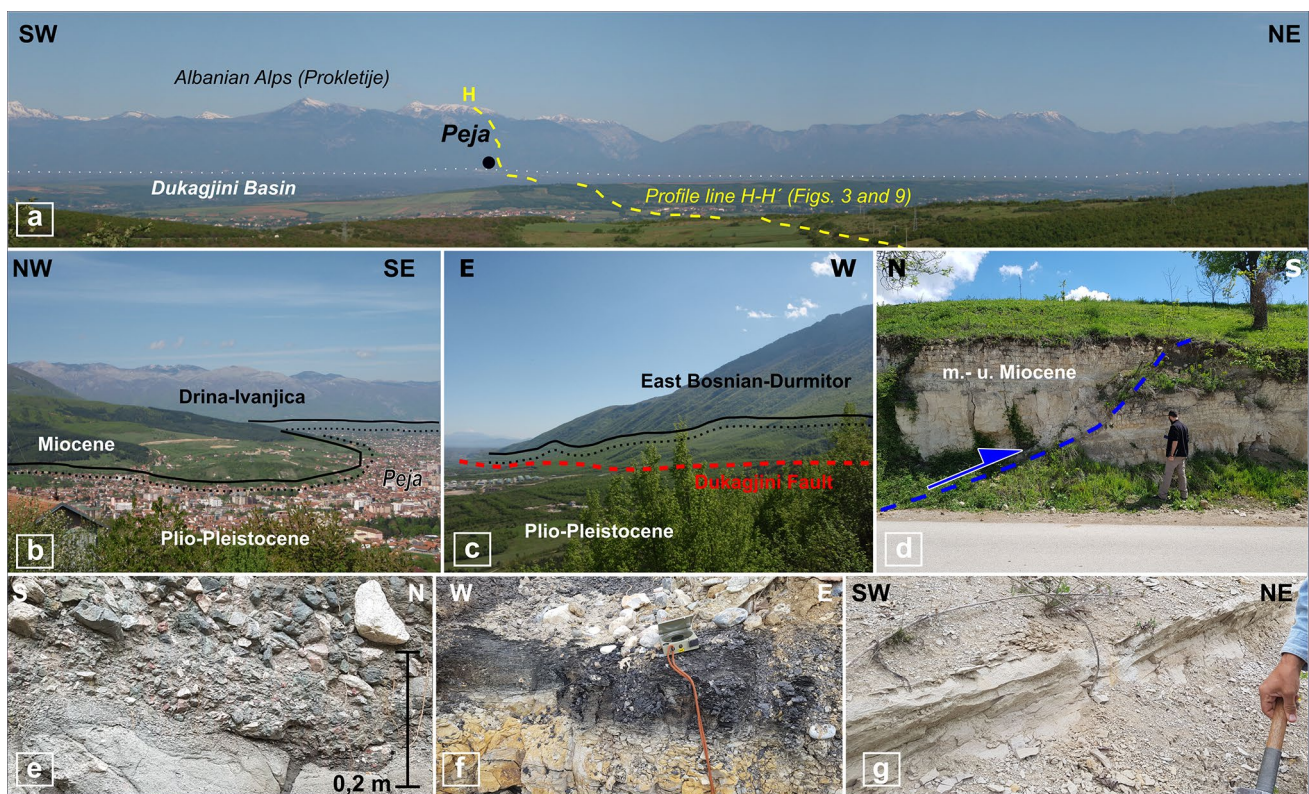 SW
NE
Albanian Alps (Prokletije)
H
Peja
Dukagjini Basin
Profile line H-H´ (Figs. 3 and 9)
a
NW
SE
Drina-Ivanjica
Miocene
Peja
Plio-Pleistocene
b
E
W
East Bosnian-Durmitor
Dukagjini Fault
Plio-Pleistocene
c
N
S
m.- u. Miocene
d
S
N
0,2 m
e
W
E
f
SW
NE
g